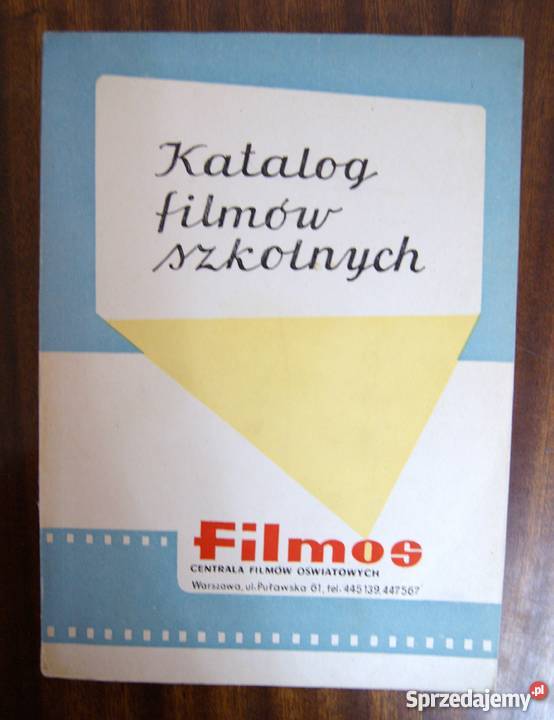 Katalog
filmów
szkolnych
Filmos
CENTRALA FILMÓW OŚWIATOWYCH
Warszawa, ul. Puławska 61, tel. 445139, 447567
Sprzedajemy.pl